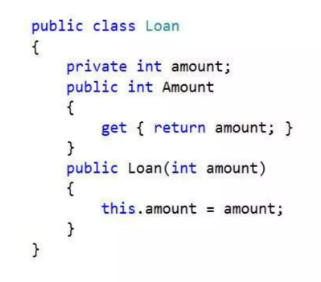 public class Loan
{
    private int amount;
    public int Amount
    {
        get { return amount; }
    }
    public Loan(int amount)
    {
        this.amount = amount;
    }
}